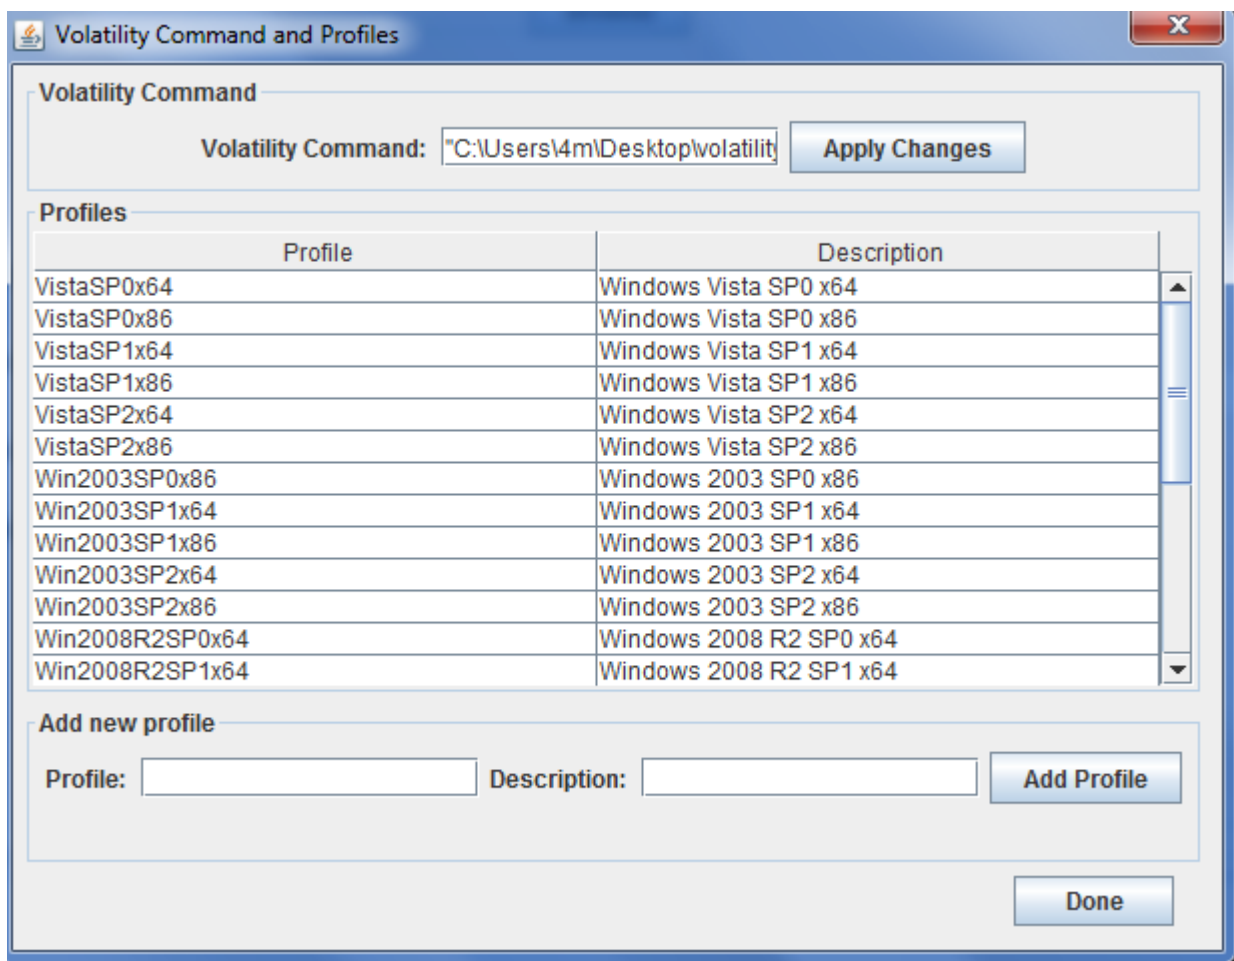 Volatility Command and Profiles
X
Volatility Command
Volatility Command: "C:\Users\4m\Desktop\volatility Apply Changes
Profiles
Profile Description
VistaSP0x64 Windows Vista SP0 x64
VistaSP0x86 Windows Vista SP0 x86
VistaSP1x64 Windows Vista SP1 x64
VistaSP1x86 Windows Vista SP1 x86
VistaSP2x64 Windows Vista SP2 x64
VistaSP2x86 Windows Vista SP2 x86
Win2003SP0x86 Windows 2003 SP0 x86
Win2003SP1x64 Windows 2003 SP1 x64
Win2003SP1x86 Windows 2003 SP1 x86
Win2003SP2x64 Windows 2003 SP2 x64
Win2003SP2x86 Windows 2003 SP2 x86
Win2008R2SP0x64 Windows 2008 R2 SP0 x64
Win2008R2SP1x64 Windows 2008 R2 SP1 x64
Add new profile
Profile: Description: Add Profile
Done